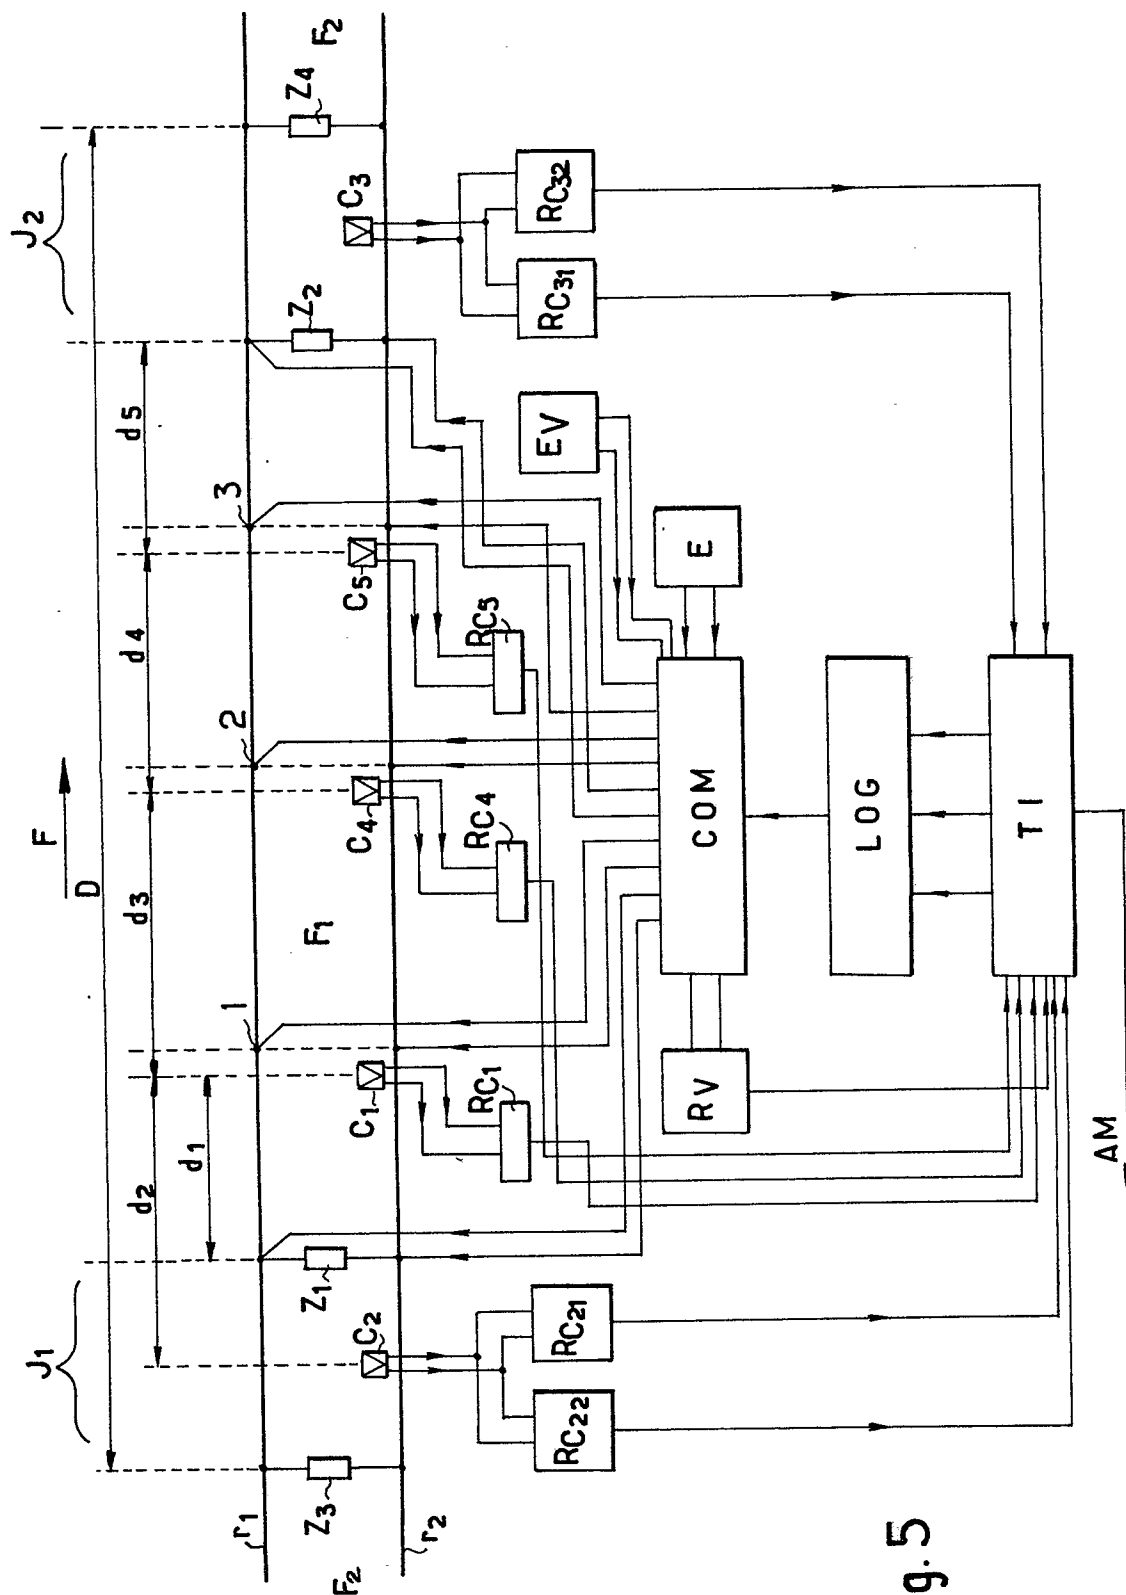 J1
J2
F
D
d2
d3
d4
d5
d1
1
2
3
r1
F2
Z3
Z1
F1
Z2
Z4
F2
r2
C2
C1
C4
C5
C3
RC22
RC21
RC1
RC4
RC5
EV
RC31
RC32
RV
COM
E
LOG
TI
AM
g.5